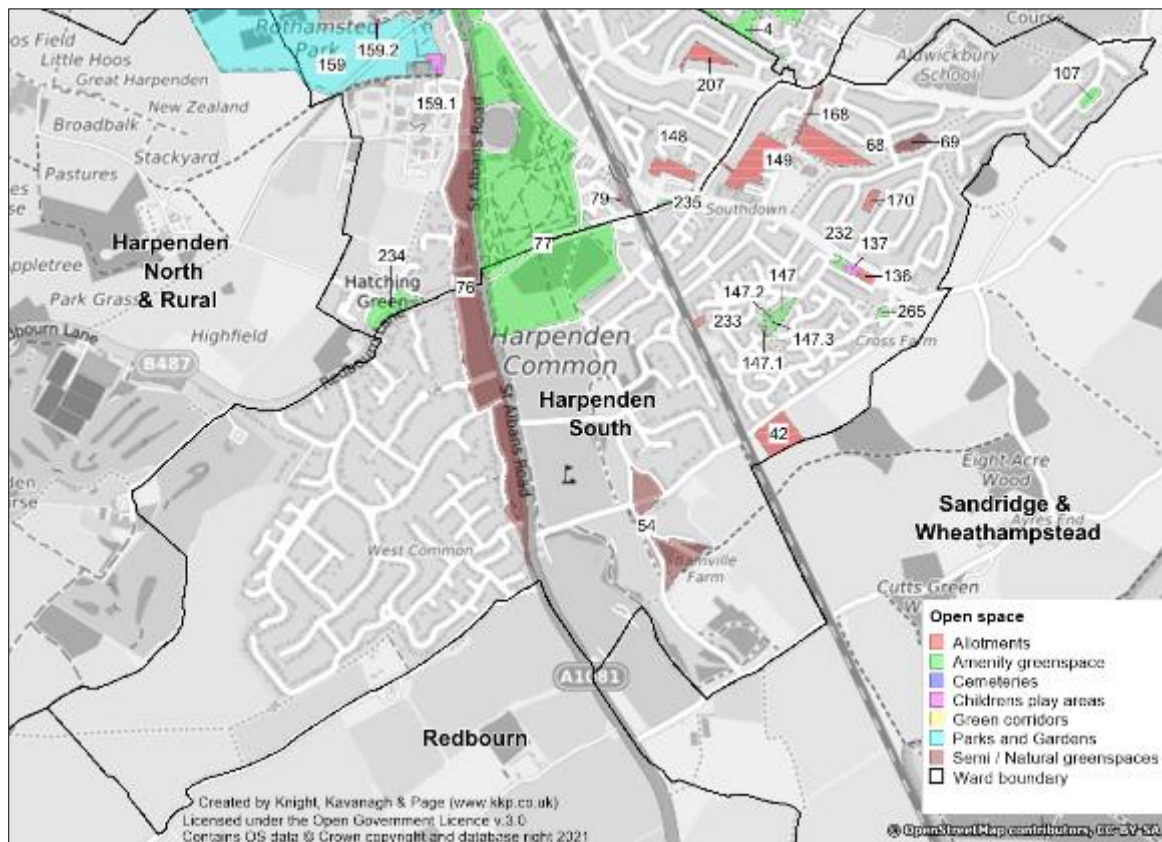 Rothamsted
Park
159.2
159
159.1
oos Field
Little Hoos
Great Harpenden
New Zealand
Broadbalk
Stackyard
Pastures
Appletree
Park Grass
Highfield
Harpenden
North
& Rural
B487
234
Hatching
Green
St Albans Road
76
77
4
207
148
79
235
149
168
68
69
Southdown
170
Aldwickbury
School
Course
107
232
137
136
147
147.2
147.3
147.1
233
265
Cross Farm
Harpenden
Common
Harpenden
South
St Albans Road
42
54
West Common
Farm
Eight Acre
Wood
Sandridge &
Wheathampstead
Ayres End
Cutts Green
A1081
Redbourn
Open space
Allotments
Amenity greenspace
Cemeteries
Childrens play areas
Green corridors
Parks and Gardens
Semi / Natural greenspaces
Ward boundary
Created by Knight, Kavanagh & Page (www.kkp.co.uk)
Licensed under the Open Government Licence v.3.0
Contains OS data © Crown copyright and database right 2021
© OpenStreetMap contributors, CC-BY-SA